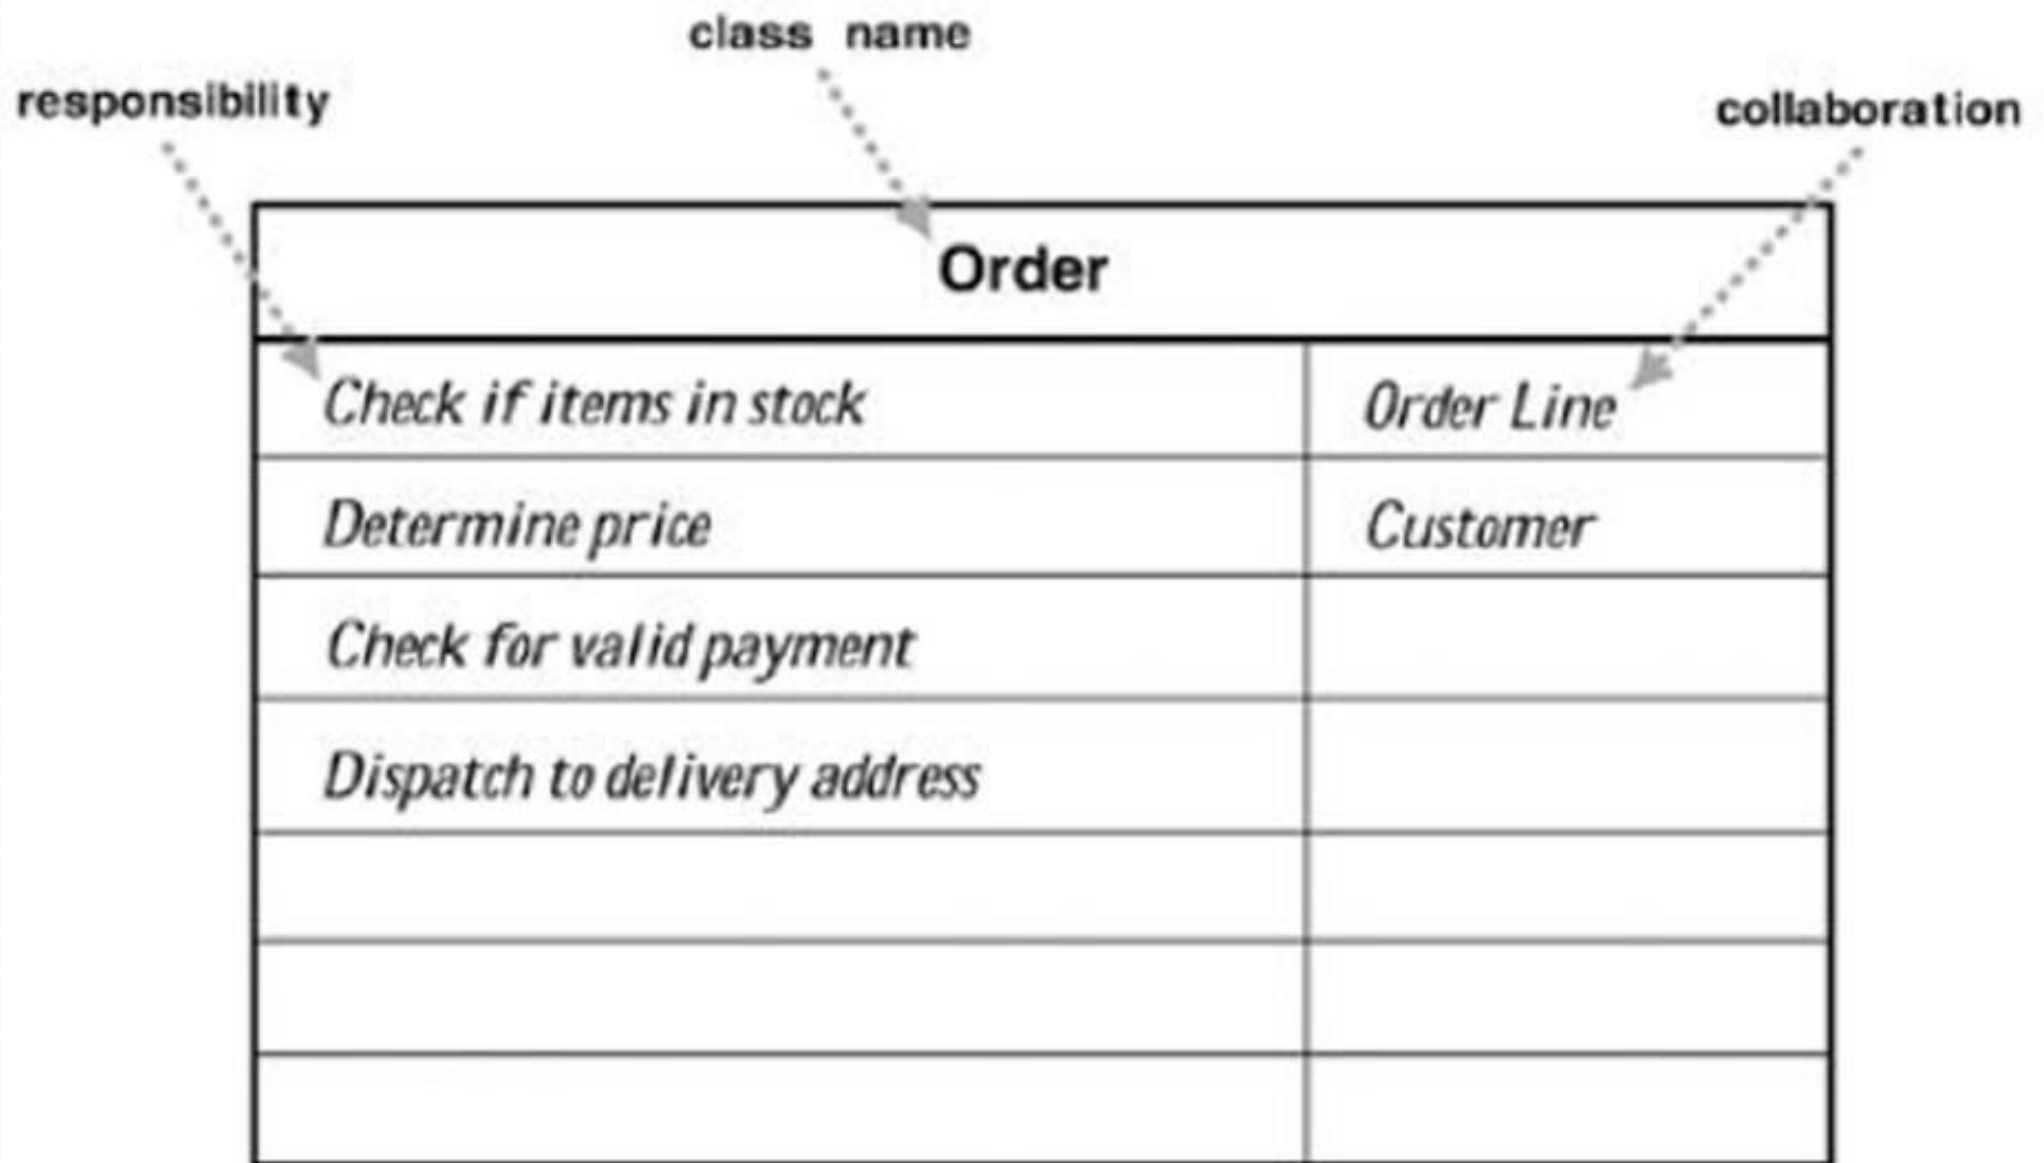 class name
responsibility
collaboration
Order
Check if items in stock
Order Line
Determine price
Customer
Check for valid payment
Dispatch to delivery address